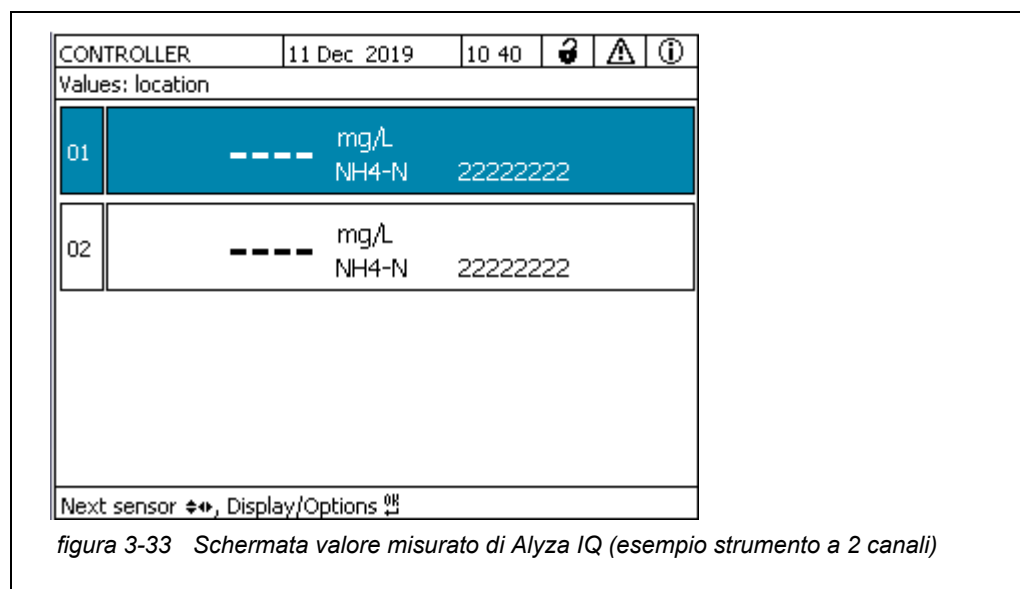 CONTROLLER 11 Dec 2019 10 40
Values: location
01 ---- mg/L
NH4-N 22222222
02 ---- mg/L
NH4-N 22222222
Next sensor, Display/Options OK
figura 3-33 Schermata valore misurato di Alyza IQ (esempio strumento a 2 canali)